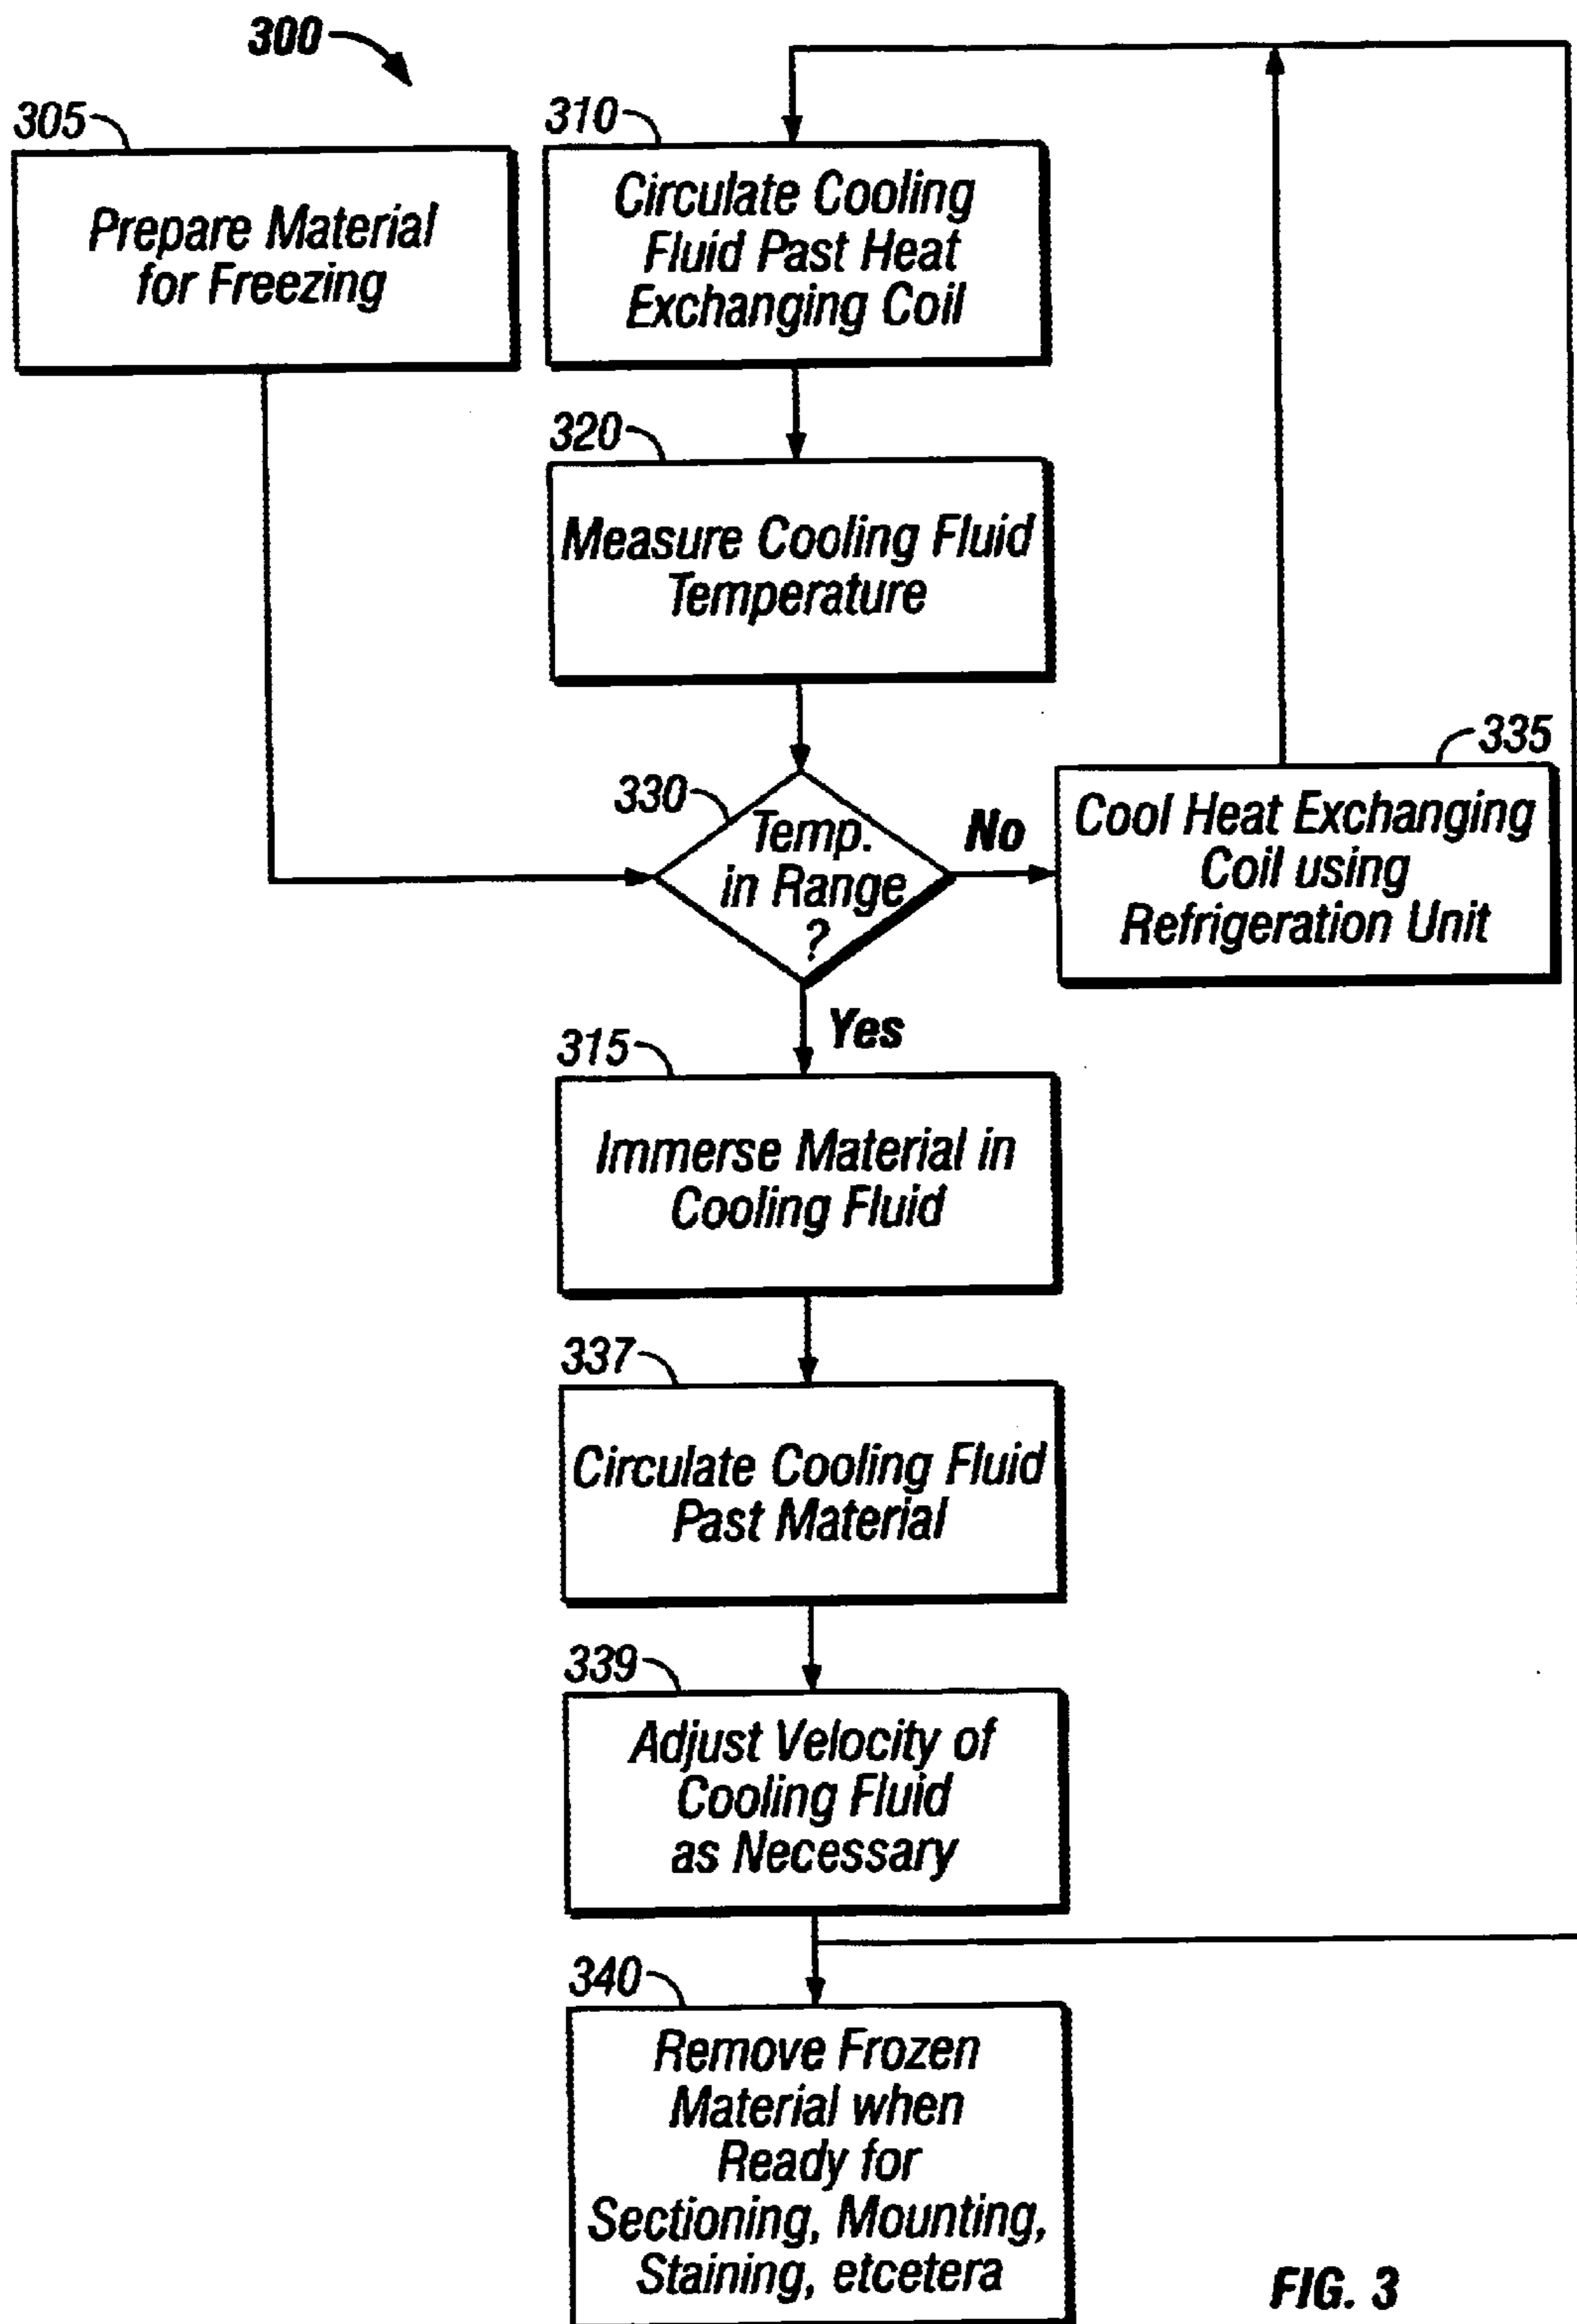 300
305
Prepare Material
for Freezing
310
Circulate Cooling
Fluid Past Heat
Exchanging Coil
320
Measure Cooling Fluid
Temperature
330
Temp.
in Range
?
No
335
Cool Heat Exchanging
Coil using
Refrigeration Unit
Yes
315
Immerse Material in
Cooling Fluid
337
Circulate Cooling Fluid
Past Material
339
Adjust Velocity of
Cooling Fluid
as Necessary
340
Remove Frozen
Material when
Ready for
Sectioning, Mounting,
Staining, etcetera
FIG. 3